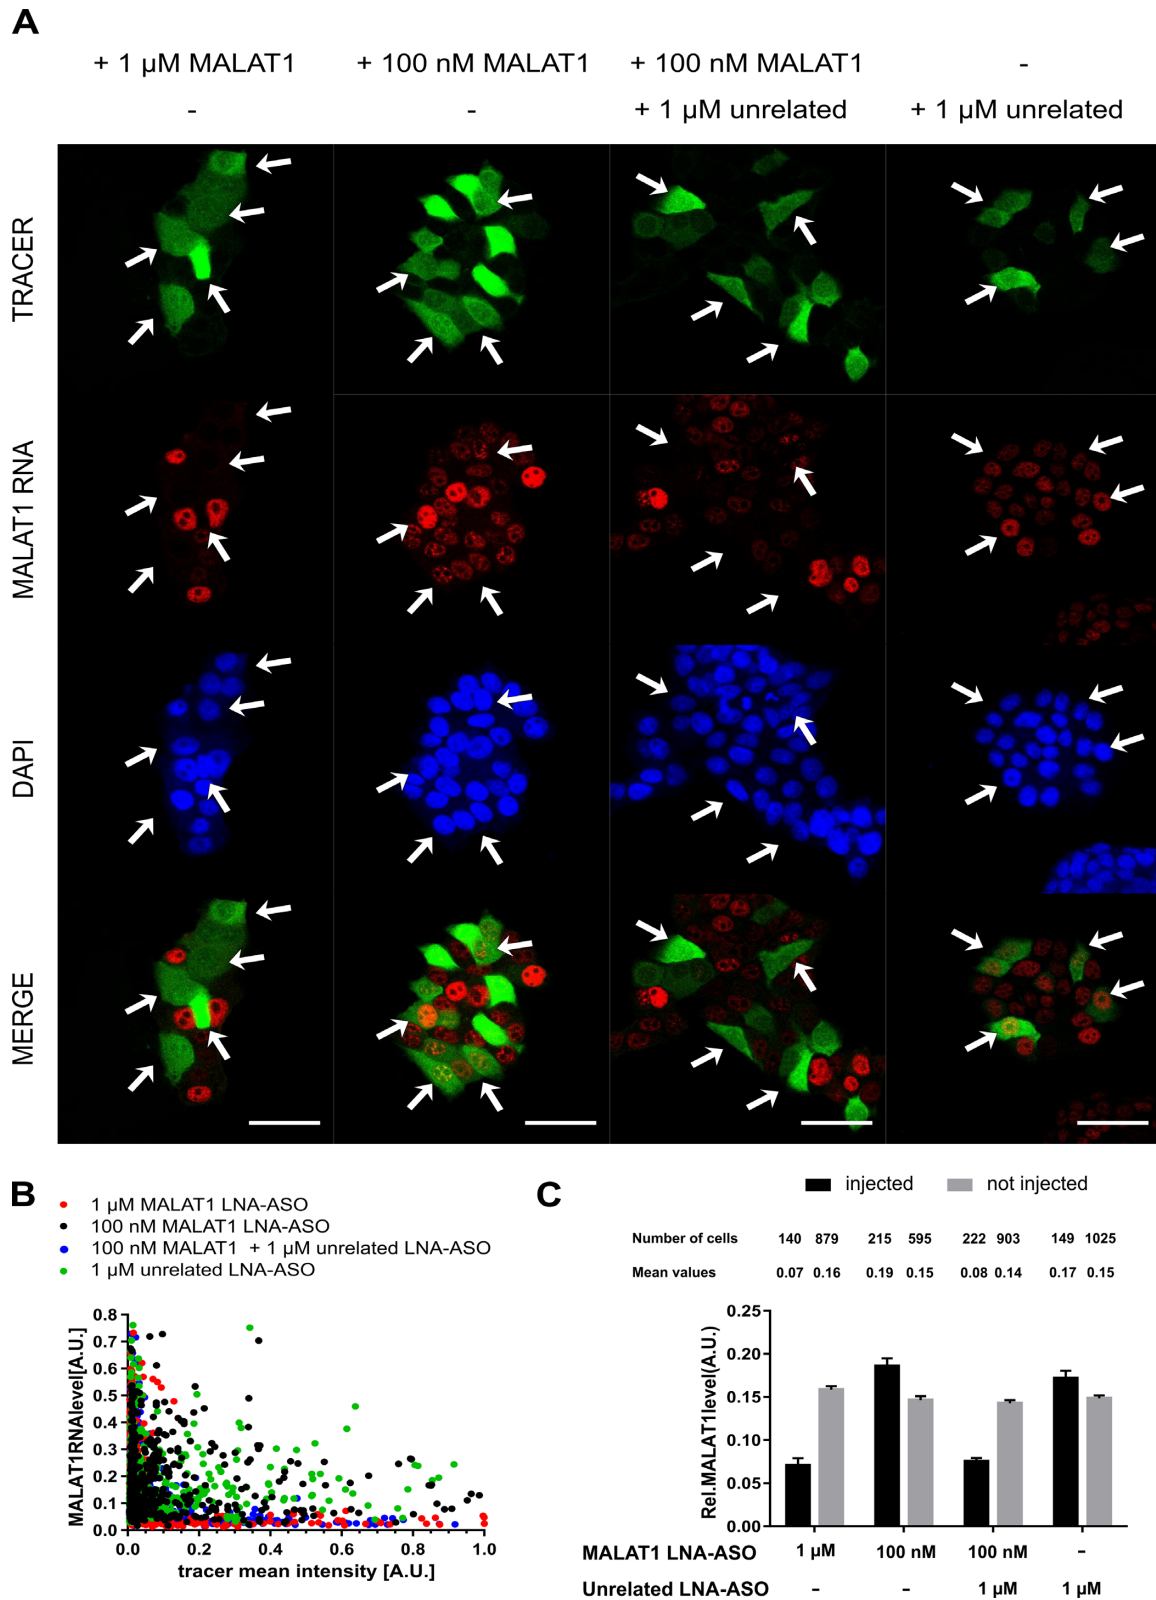 A
+ 1 µM MALAT1 + 100 nM MALAT1 + 100 nM MALAT1 -
- - + 1 µM unrelated + 1 µM unrelated
TRACER
MALAT1 RNA
DAPI
MERGE
B
1 µM MALAT1 LNA-ASO
100 nM MALAT1 LNA-ASO
100 nM MALAT1 + 1 µM unrelated LNA-ASO
1 µM unrelated LNA-ASO
MALAT1RNAlevel[A.U.]
0.8
0.7
0.6
0.5
0.4
0.3
0.2
0.1
0.0
0.0 0.2 0.4 0.6 0.8 1.0
tracer mean intensity [A.U.]
C
injected not injected
Number of cells 140 879 215 595 222 903 149 1025
Mean values 0.07 0.16 0.19 0.15 0.08 0.14 0.17 0.15
Rel.MALAT1level(A.U.)
0.25
0.20
0.15
0.10
0.05
0.00
MALAT1 LNA-ASO 1 µM 100 nM 100 nM -
Unrelated LNA-ASO - - 1 µM 1 µM